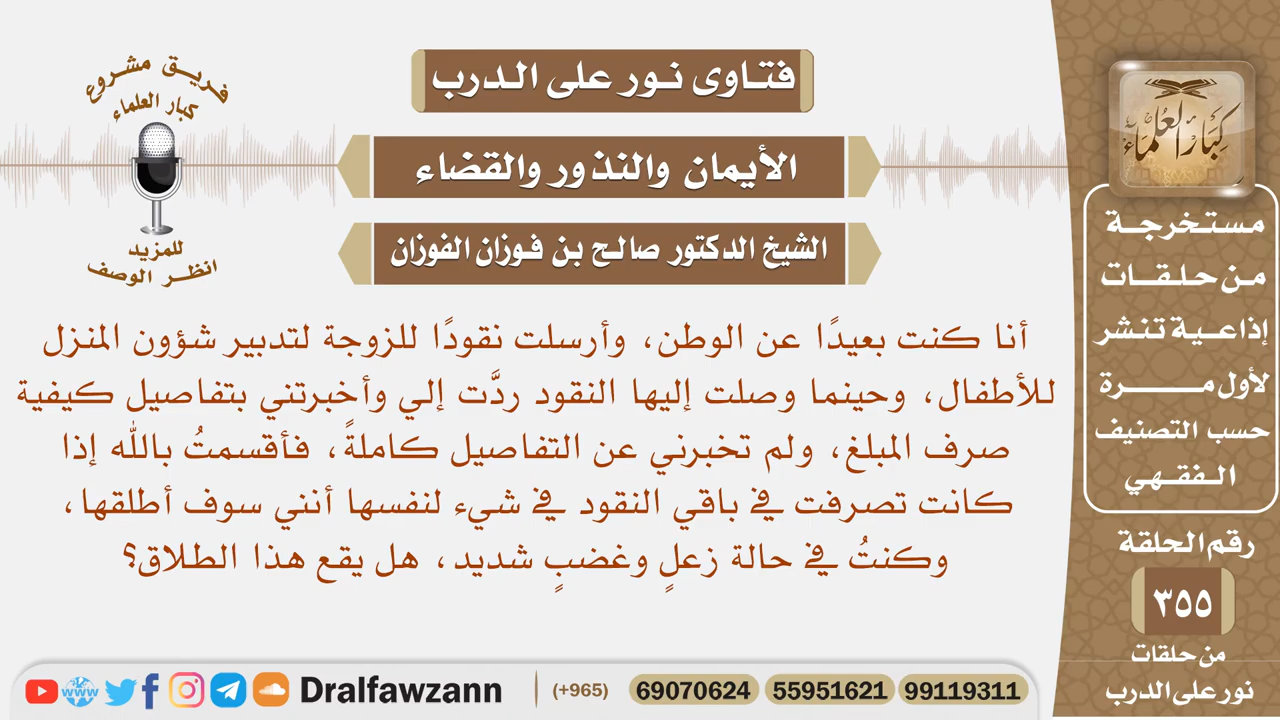 فريق مشروع
كبار العلماء
للمزيد
انظر الوصف
فتاوى نور على الدرب
الأيمان والنذور والقضاء
الشيخ الدكتور صالح بن فوزان الفوزان
أنا كنت بعيدًا عن الوطن، وأرسلت نقودًا للزوجة لتدبير شؤون المنزل
للأطفال، وحينما وصلت إليها النقود ردَّت إلي وأخبرتني بتفاصيل كيفية
صرف المبلغ، ولم تخبرني عن التفاصيل كاملةً، فأقسمتُ بالله إذا
كانت تصرفت في باقي النقود في شيء لنفسها أنني سوف أطلقها،
وكنتُ في حالة زعلٍ وغضبٍ شديد، هل يقع هذا الطلاق؟
كبار العلماء
مستخرجة
من حلقات
إذاعية تنشر
لأول مرة
حسب التصنيف
الفقهي
رقم الحلقة
٣٥٥
من حلقات
نور على الدرب
www Dralfawzann (+965) 69070624 55951621 99119311